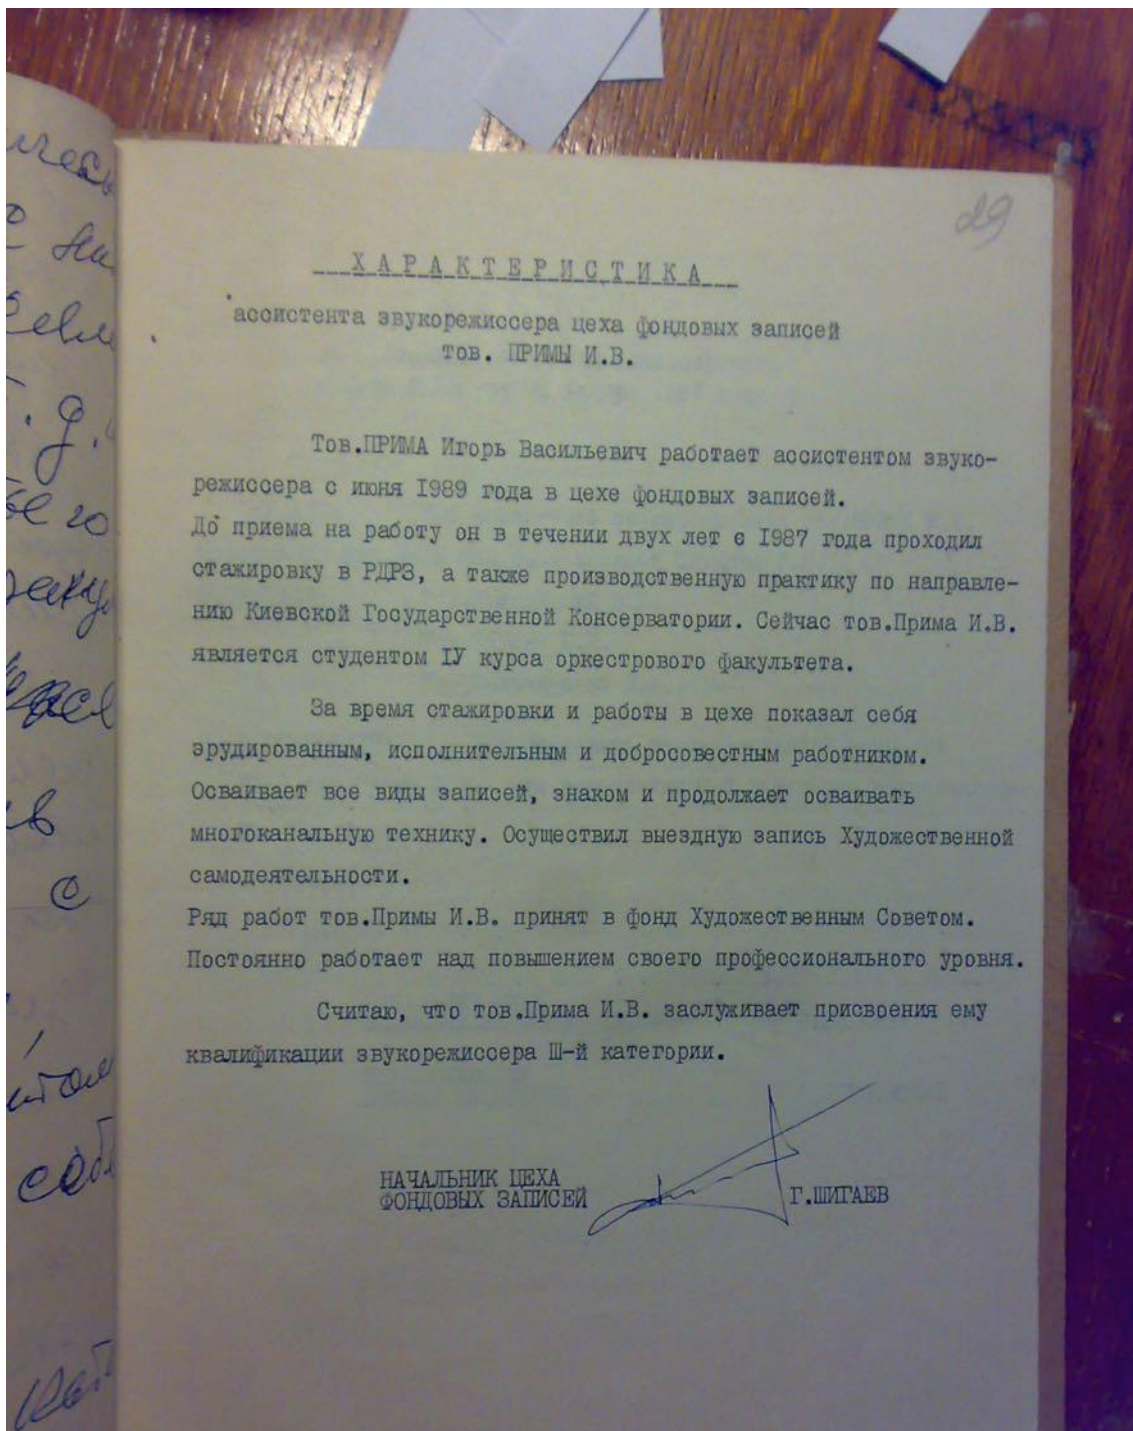 29
ХАРАКТЕРИСТИКА
ассистента звукорежиссера цеха фондовых записей
тов. ПРИМЫ И.В.
Тов.ПРИМА Игорь Васильевич работает ассистентом звуко-
режиссера с июня 1989 года в цехе фондовых записей.
До приема на работу он в течении двух лет с 1987 года проходил
стажировку в РДРЗ, а также производственную практику по направле-
нию Киевской Государственной Консерватории. Сейчас тов.Прима И.В.
является студентом IУ курса оркестрового факультета.
За время стажировки и работы в цехе показал себя
эрудированным, исполнительным и добросовестным работником.
Осваивает все виды записей, знаком и продолжает осваивать
многоканальную технику. Осуществил выездную запись Художественной
самодеятельности.
Ряд работ тов.Примы И.В. принят в фонд Художественным Советом.
Постоянно работает над повышением своего профессионального уровня.
Считаю, что тов.Прима И.В. заслуживает присвоения ему
квалификации звукорежиссера Ш-й категории.
НАЧАЛЬНИК ЦЕХА
ФОНДОВЫХ ЗАПИСЕЙ Г.ШИГАЕВ